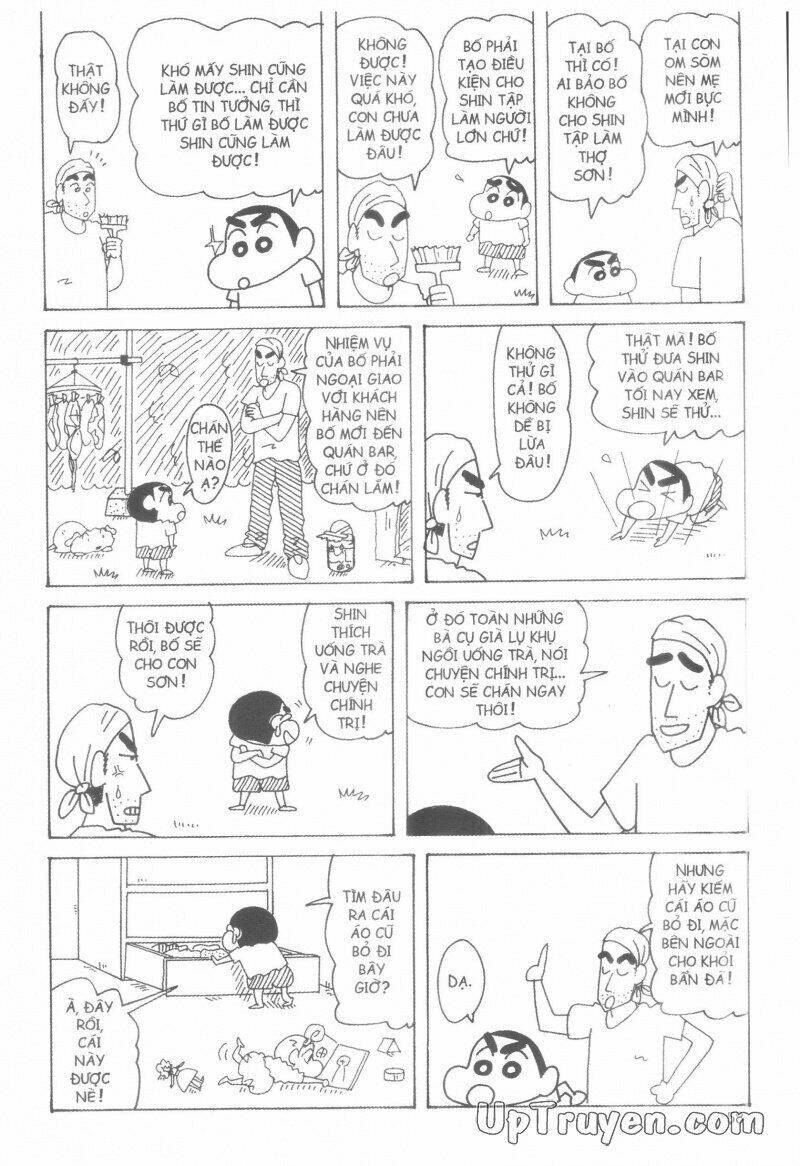 TẠI CON
OM SÒM
NÊN MẸ
MỚI BỰC
MÌNH!
TẠI BỐ
THÌ CÓ!
AI BẢO BỐ
KHÔNG
CHO SHIN
TẬP LÀM
THỢ
SƠN!
BỐ PHẢI
TẠO ĐIỀU
KIỆN CHO
SHIN TẬP
LÀM NGƯỜI
LỚN CHỨ!
KHÔNG
ĐƯỢC!
VIỆC NÀY
QUÁ KHÓ,
CON CHƯA
LÀM ĐƯỢC
ĐÂU!
KHÓ MẤY SHIN CŨNG
LÀM ĐƯỢC... CHỈ CẦN
BỐ TIN TƯỞNG, THÌ
THỨ GÌ BỐ LÀM ĐƯỢC
SHIN CŨNG LÀM
ĐƯỢC!
THẬT
KHÔNG
ĐẤY!
THẬT MÀ! BỐ
THỬ ĐƯA SHIN
VÀO QUÁN BAR
TỐI NAY XEM,
SHIN SẼ THỬ...
KHÔNG
THỬ GÌ
CẢ! BỐ
KHÔNG
DỄ BỊ
LỪA
ĐÂU!
NHIỆM VỤ
CỦA BỐ PHẢI
NGOẠI GIAO
VỚI KHÁCH
HÀNG NÊN
BỐ MỚI ĐẾN
QUÁN BAR,
CHỨ Ở ĐÓ
CHÁN LẮM!
CHÁN
THẾ
NÀO
Ạ?
Ở ĐÓ TOÀN NHỮNG
BÀ CỤ GIÀ LỤ KHỤ
NGỒI UỐNG TRÀ, NÓI
CHUYỆN CHÍNH TRỊ...
CON SẼ CHÁN NGAY
THÔI!
SHIN
THÍCH
UỐNG TRÀ
VÀ NGHE
CHUYỆN
CHÍNH
TRỊ!
THÔI ĐƯỢC
RỒI, BỐ SẼ
CHO CON
SƠN!
NHƯNG
HÃY KIẾM
CÁI ÁO CŨ
BỎ ĐI, MẶC
BÊN NGOÀI
CHO KHỎI
BẨN ĐÃ!
DẠ.
TÌM ĐÂU
RA CÁI
ÁO CŨ
BỎ ĐI
BÂY
GIỜ?
À, ĐÂY
RỒI,
CÁI
NÀY
ĐƯỢC
NÈ!
UPTRUYEN.COM